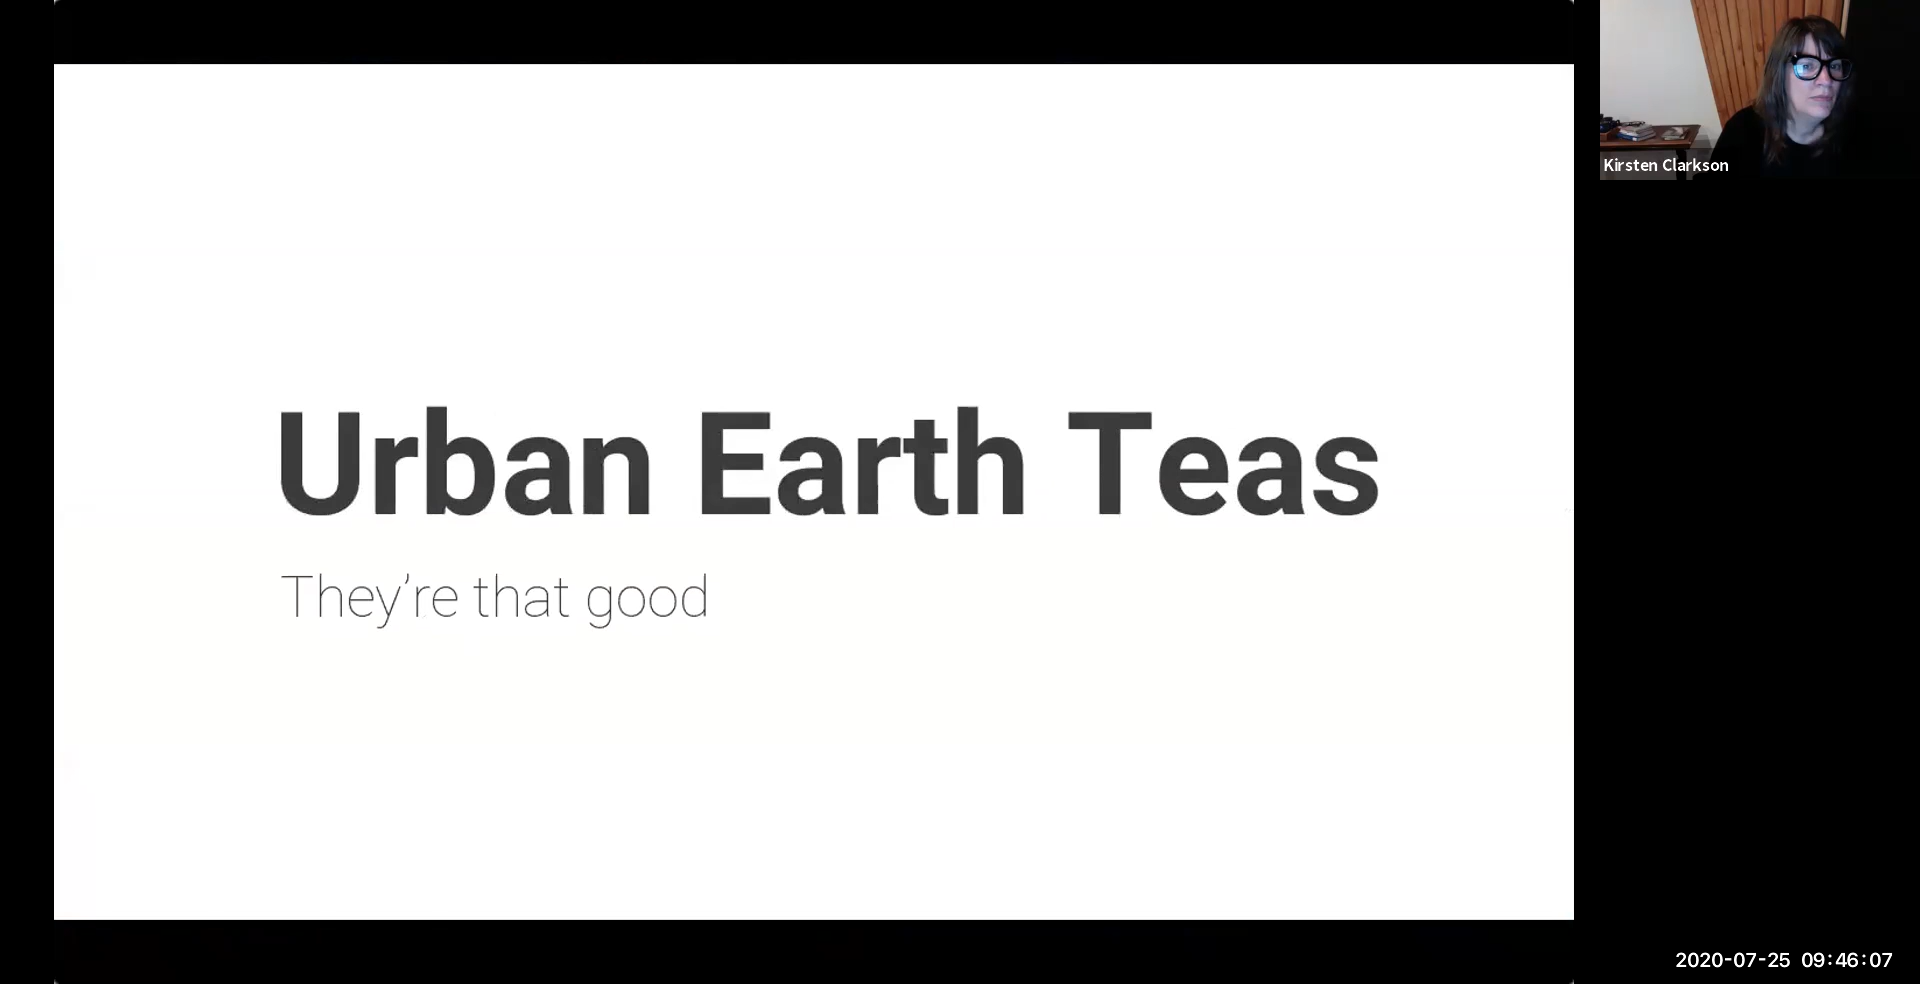 Urban Earth Teas
They’re that good
Kirsten Clarkson
2020-07-25 09:46:07